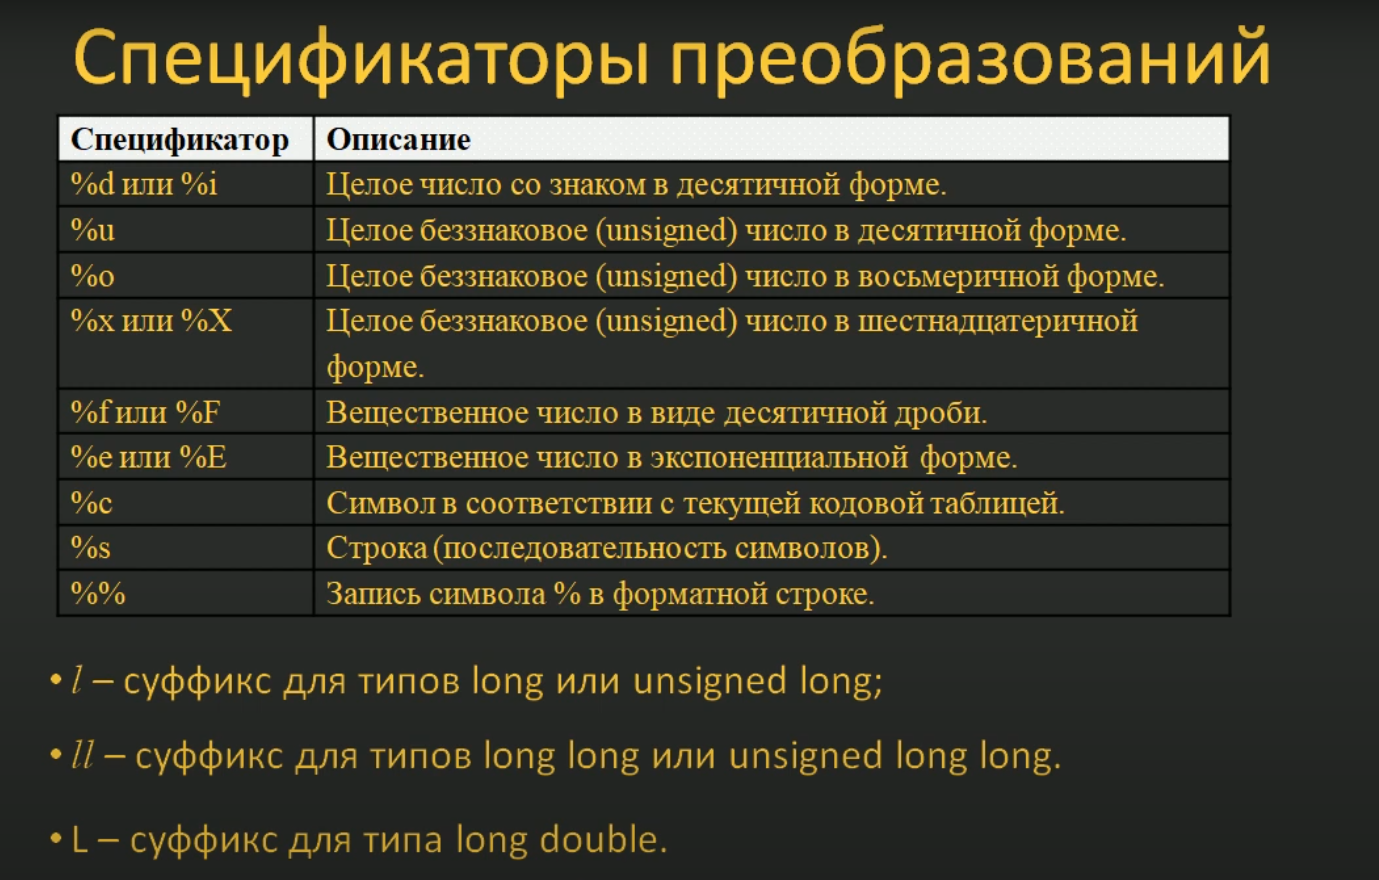 Спецификаторы преобразований
Спецификатор Описание
%d или %i Целое число со знаком в десятичной форме.
%u Целое беззнаковое (unsigned) число в десятичной форме.
%o Целое беззнаковое (unsigned) число в восьмеричной форме.
%x или %X Целое беззнаковое (unsigned) число в шестнадцатеричной
форме.
%f или %F Вещественное число в виде десятичной дроби.
%e или %E Вещественное число в экспоненциальной форме.
%c Символ в соответствии с текущей кодовой таблицей.
%s Строка (последовательность символов).
%% Запись символа % в форматной строке.
• l – суффикс для типов long или unsigned long;
• ll – суффикс для типов long long или unsigned long long.
• L – суффикс для типа long double.